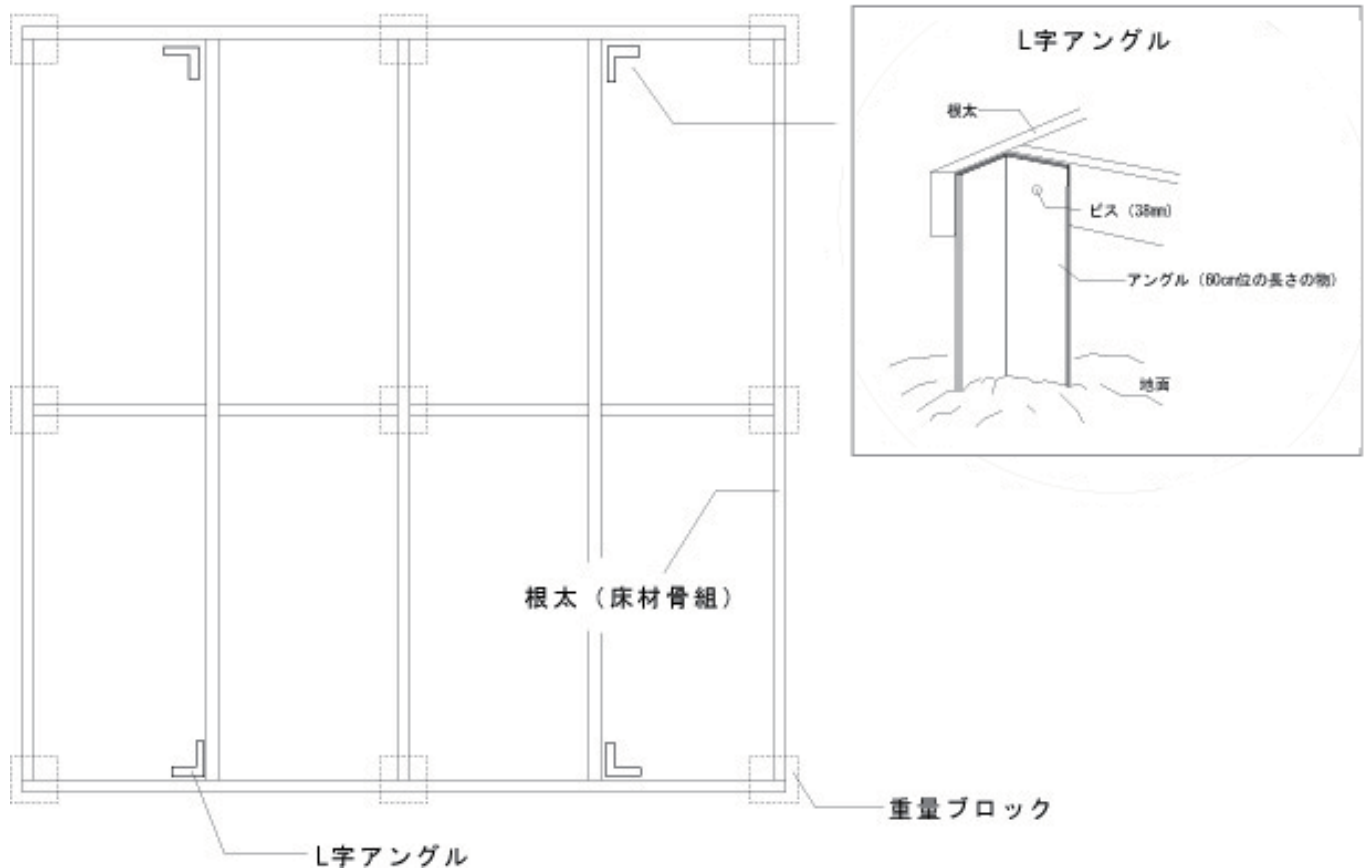 L字アングル
根太
ビス（38mm）
アングル（60cm位の長さの物）
地面
根太（床材骨組）
重量ブロック
L字アングル